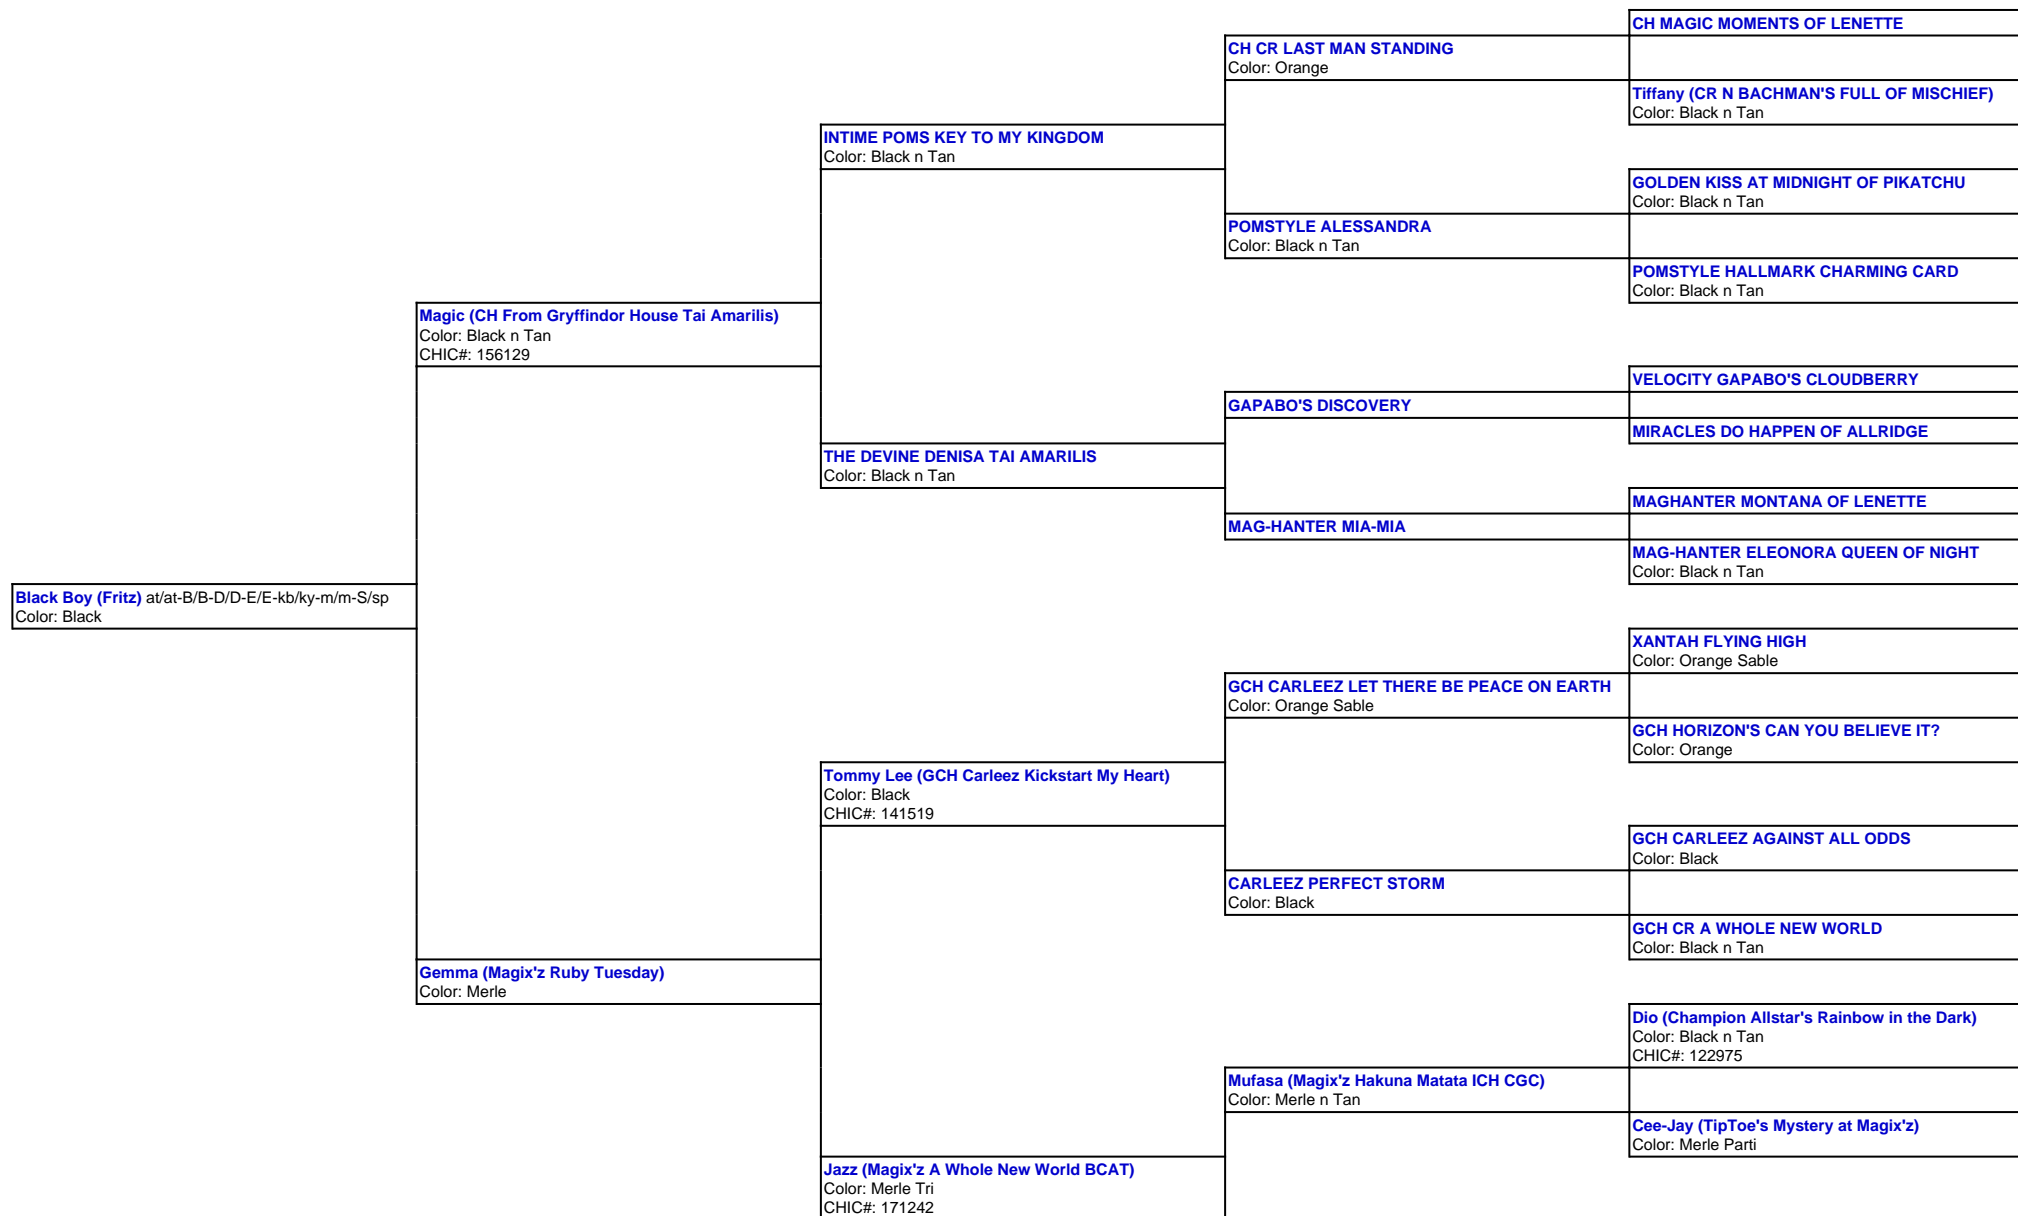 CH MAGIC MOMENTS OF LENETTE
CH CR LAST MAN STANDING
Color: Orange
Tiffany (CR N BACHMAN'S FULL OF MISCHIEF)
Color: Black n Tan
INTIME POMS KEY TO MY KINGDOM
Color: Black n Tan
GOLDEN KISS AT MIDNIGHT OF PIKATCHU
Color: Black n Tan
POMSTYLE ALESSANDRA
Color: Black n Tan
POMSTYLE HALLMARK CHARMING CARD
Color: Black n Tan
Magic (CH From Gryffindor House Tai Amarilis)
Color: Black n Tan
CHIC#: 156129
VELOCITY GAPABO'S CLOUDBERRY
GAPABO'S DISCOVERY
MIRACLES DO HAPPEN OF ALLRIDGE
THE DEVINE DENISA TAI AMARILIS
Color: Black n Tan
MAGHANTER MONTANA OF LENETTE
MAG-HANTER MIA-MIA
MAG-HANTER ELEONORA QUEEN OF NIGHT
Color: Black n Tan
Black Boy (Fritz) at/at-B/B-D/D-E/E-kb/ky-m/m-S/sp
Color: Black
XANTAH FLYING HIGH
Color: Orange Sable
GCH CARLEEZ LET THERE BE PEACE ON EARTH
Color: Orange Sable
GCH HORIZON'S CAN YOU BELIEVE IT?
Color: Orange
Tommy Lee (GCH Carleez Kickstart My Heart)
Color: Black
CHIC#: 141519
GCH CARLEEZ AGAINST ALL ODDS
Color: Black
CARLEEZ PERFECT STORM
Color: Black
GCH CR A WHOLE NEW WORLD
Color: Black n Tan
Gemma (Magix'z Ruby Tuesday)
Color: Merle
Dio (Champion Allstar's Rainbow in the Dark)
Color: Black n Tan
CHIC#: 122975
Mufasa (Magix'z Hakuna Matata ICH CGC)
Color: Merle n Tan
Cee-Jay (TipToe's Mystery at Magix'z)
Color: Merle Parti
Jazz (Magix'z A Whole New World BCAT)
Color: Merle Tri
CHIC#: 171242